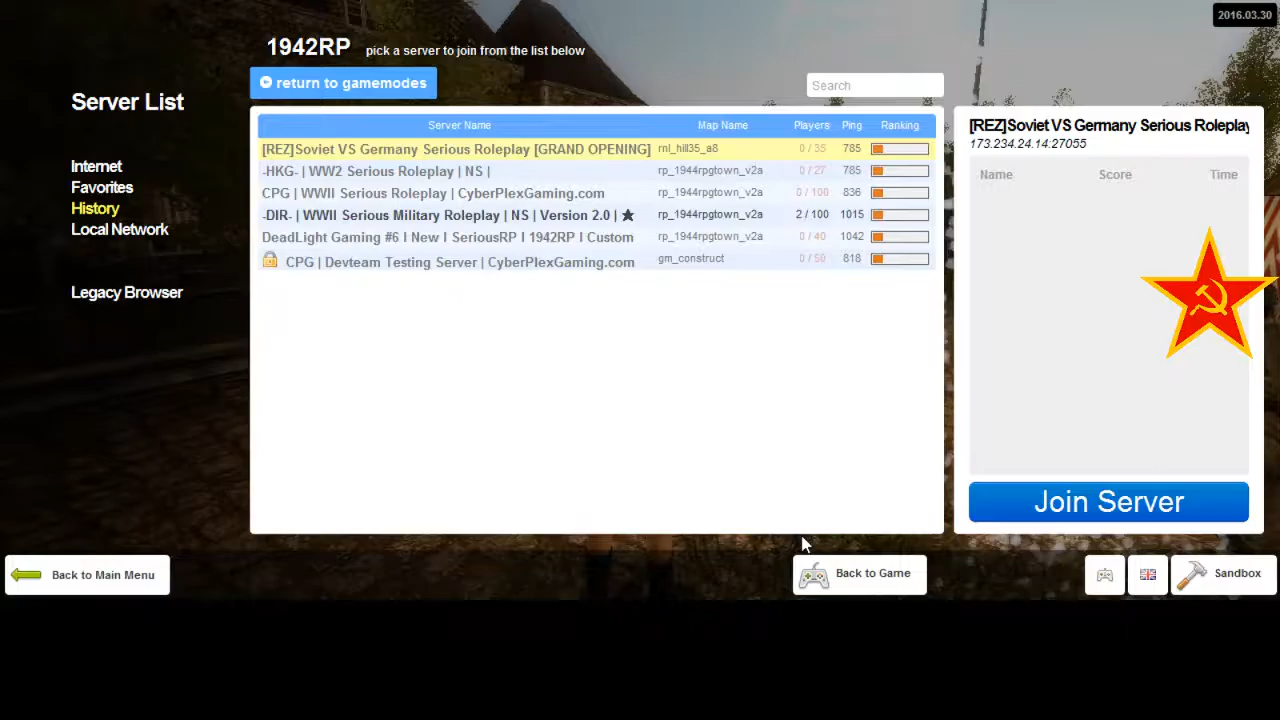 2016.03.30
1942RP pick a server to join from the list below
return to gamemodes
Search
Server List
Internet
Favorites
History
Local Network
Legacy Browser
Server Name Map Name Players Ping Ranking
[REZ]Soviet VS Germany Serious Roleplay [GRAND OPENING] rnl_hill35_a8 0 / 35 785
-HKG- | WW2 Serious Roleplay | NS | rp_1944rpgtown_v2a 0 / 27 785
CPG | WWII Serious Roleplay | CyberPlexGaming.com rp_1944rpgtown_v2a 0 / 100 836
-DIR- | WWII Serious Military Roleplay | NS | Version 2.0 | ★ rp_1944rpgtown_v2a 2 / 100 1015
DeadLight Gaming #6 I New I SeriousRP I 1942RP I Custom rp_1944rpgtown_v2a 0 / 40 1042
CPG | Devteam Testing Server | CyberPlexGaming.com gm_construct 0 / 50 818
[REZ]Soviet VS Germany Serious Roleplay
173.234.24.14:27055
Name Score Time
Join Server
Back to Main Menu
Back to Game
Sandbox